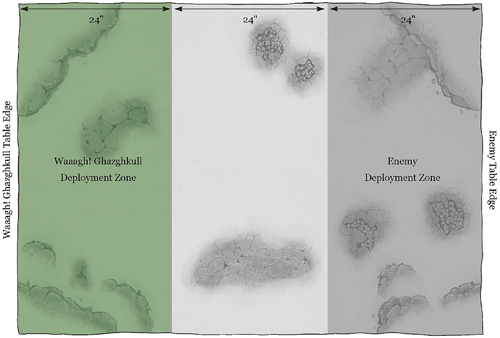 24"
24"
24"
Waaagh! Ghazghkull Table Edge
Waaagh! Ghazghkull
Deployment Zone
Enemy
Deployment Zone
Enemy Table Edge